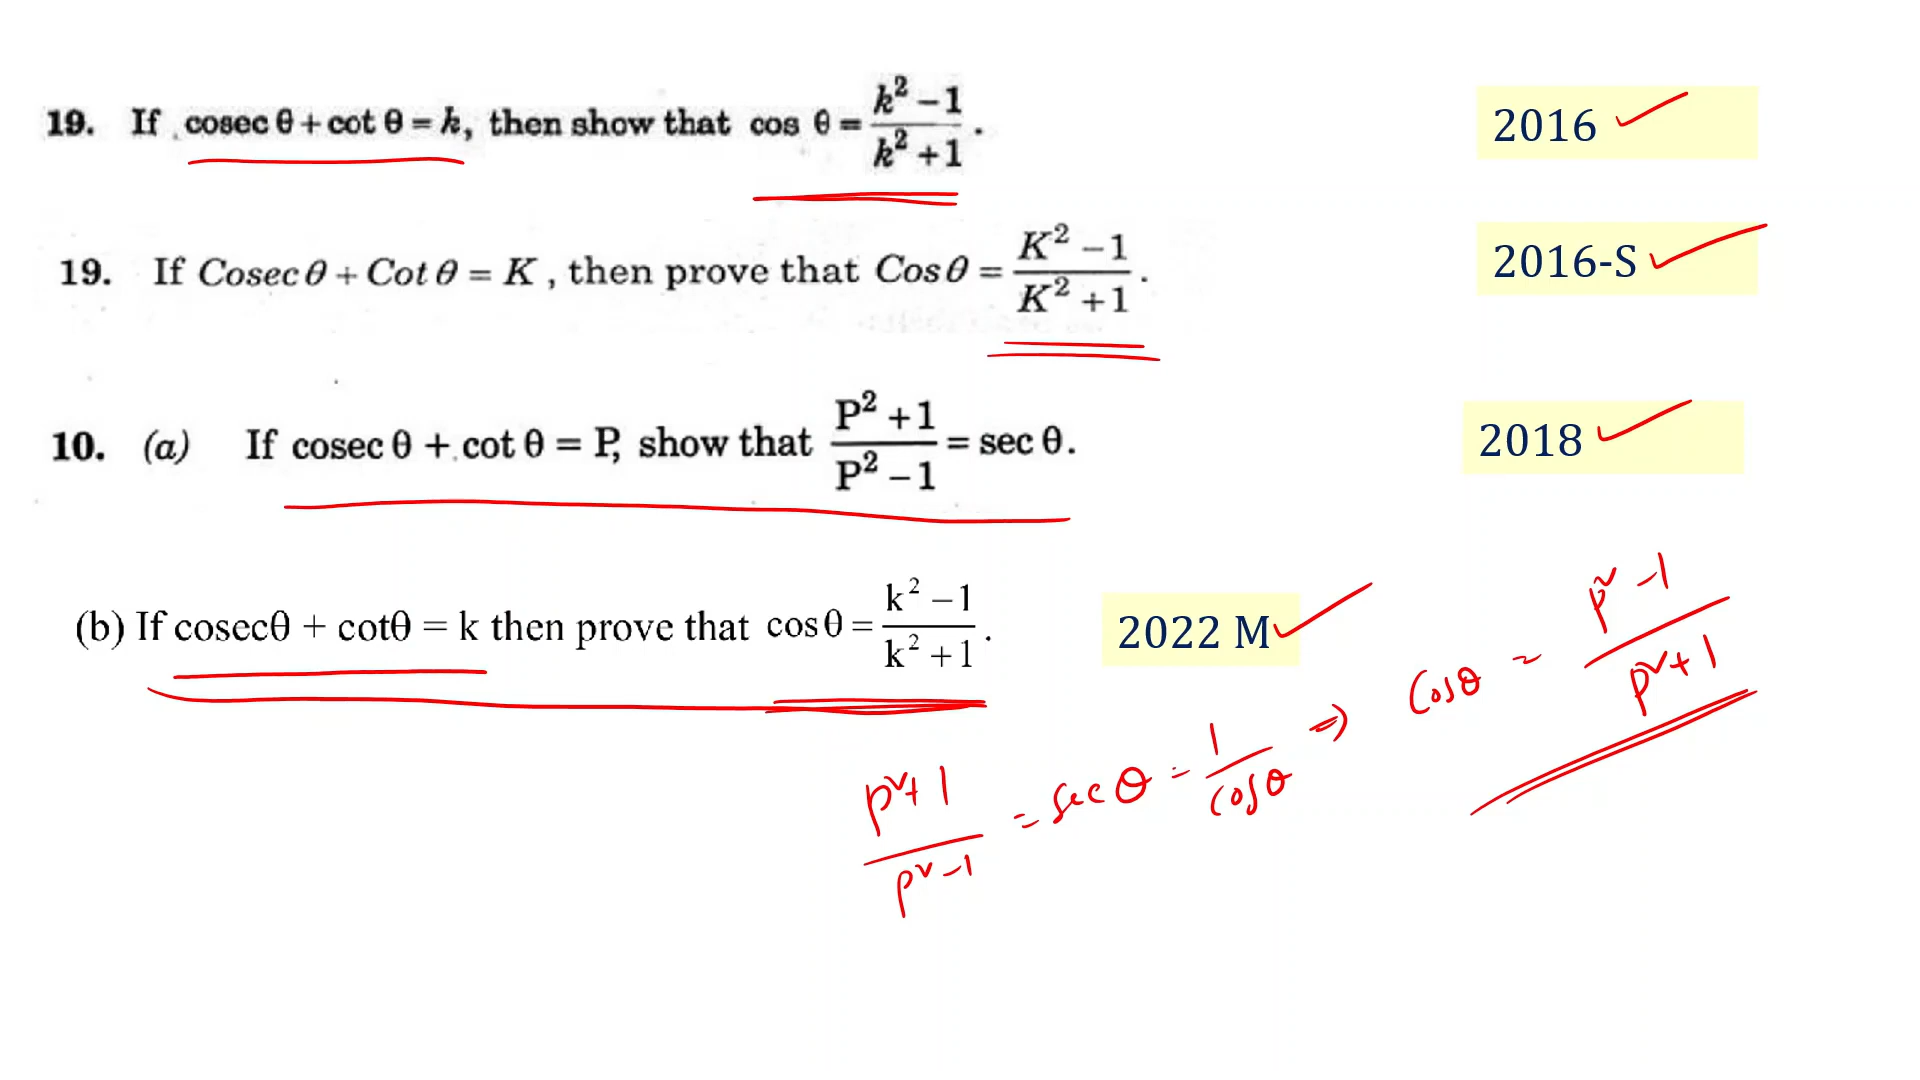 19. If cosec θ + cot θ = k, then show that cos θ = (k² − 1)/(k² + 1). 2016
19. If Cosec θ + Cot θ = K, then prove that Cos θ = (K² − 1)/(K² + 1). 2016-S
10. (a) If cosec θ + cot θ = P, show that (P² + 1)/(P² − 1) = sec θ. 2018
(b) If cosecθ + cotθ = k then prove that cos θ = (k² − 1)/(k² + 1). 2022 M
(p² + 1)/(p² − 1) = sec θ = 1/cos θ ⇒ cos θ = (p² − 1)/(p² + 1)